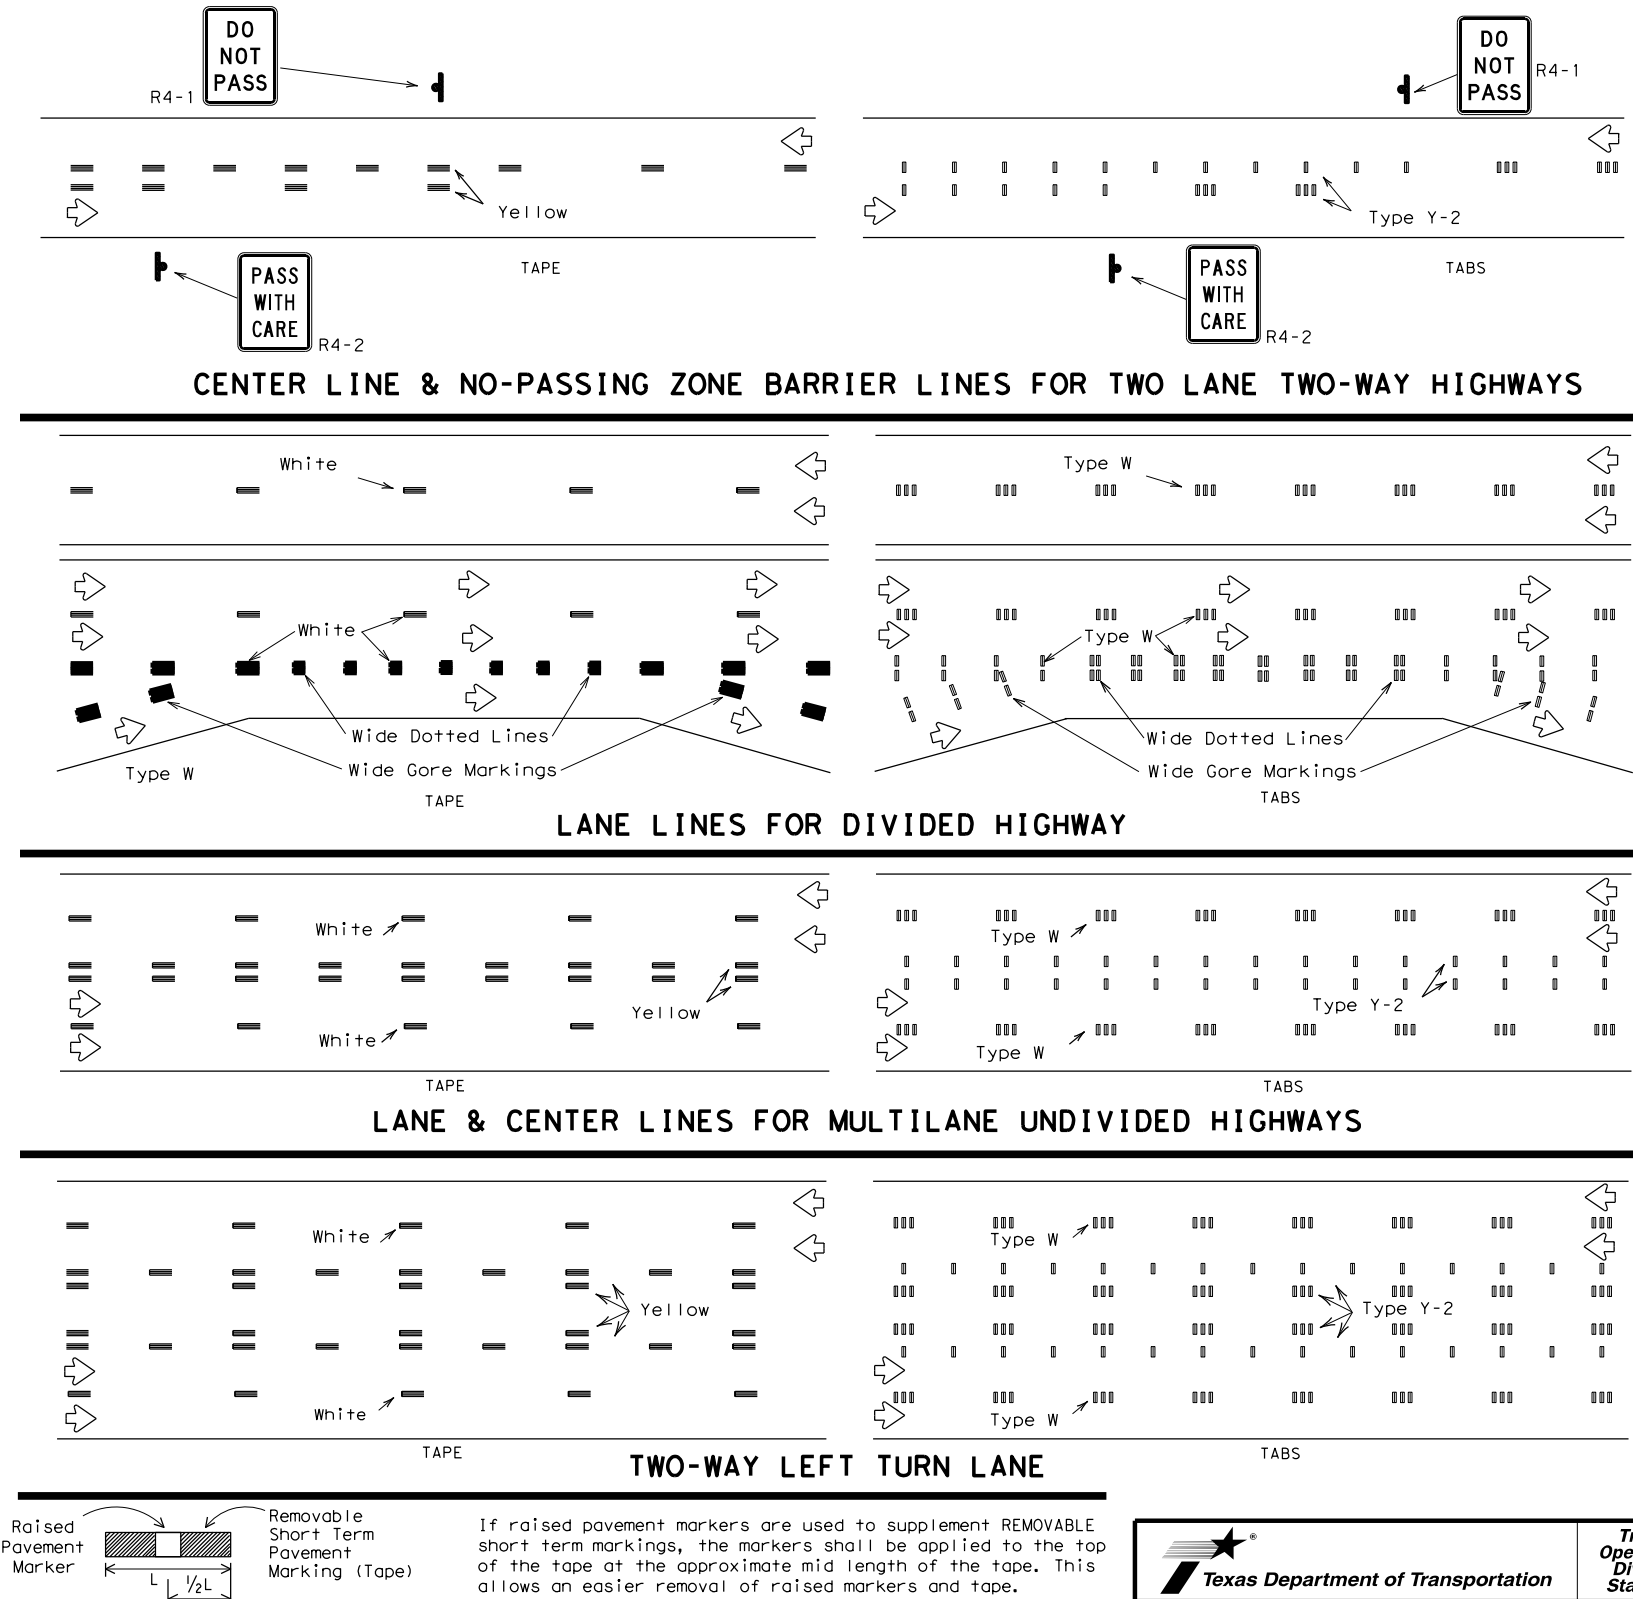 DO
NOT
PASS
R4-1
DO
NOT
PASS
R4-1
Yellow
Type Y-2
PASS
WITH
CARE
R4-2
TAPE
PASS
WITH
CARE
R4-2
TABS
CENTER LINE & NO-PASSING ZONE BARRIER LINES FOR TWO LANE TWO-WAY HIGHWAYS
White
Type W
White
Type W
Wide Dotted Lines
Wide Gore Markings
Type W
TAPE
Wide Dotted Lines
Wide Gore Markings
TABS
LANE LINES FOR DIVIDED HIGHWAY
White
Yellow
White
TAPE
Type W
Type Y-2
Type W
TABS
LANE & CENTER LINES FOR MULTILANE UNDIVIDED HIGHWAYS
White
Yellow
White
TAPE
Type W
Type Y-2
Type W
TABS
TWO-WAY LEFT TURN LANE
Raised
Pavement
Marker
L
1/2L
Removable
Short Term
Pavement
Marking (Tape)
If raised pavement markers are used to supplement REMOVABLE
short term markings, the markers shall be applied to the top
of the tape at the approximate mid length of the tape. This
allows an easier removal of raised markers and tape.
®
Texas Department of Transportation